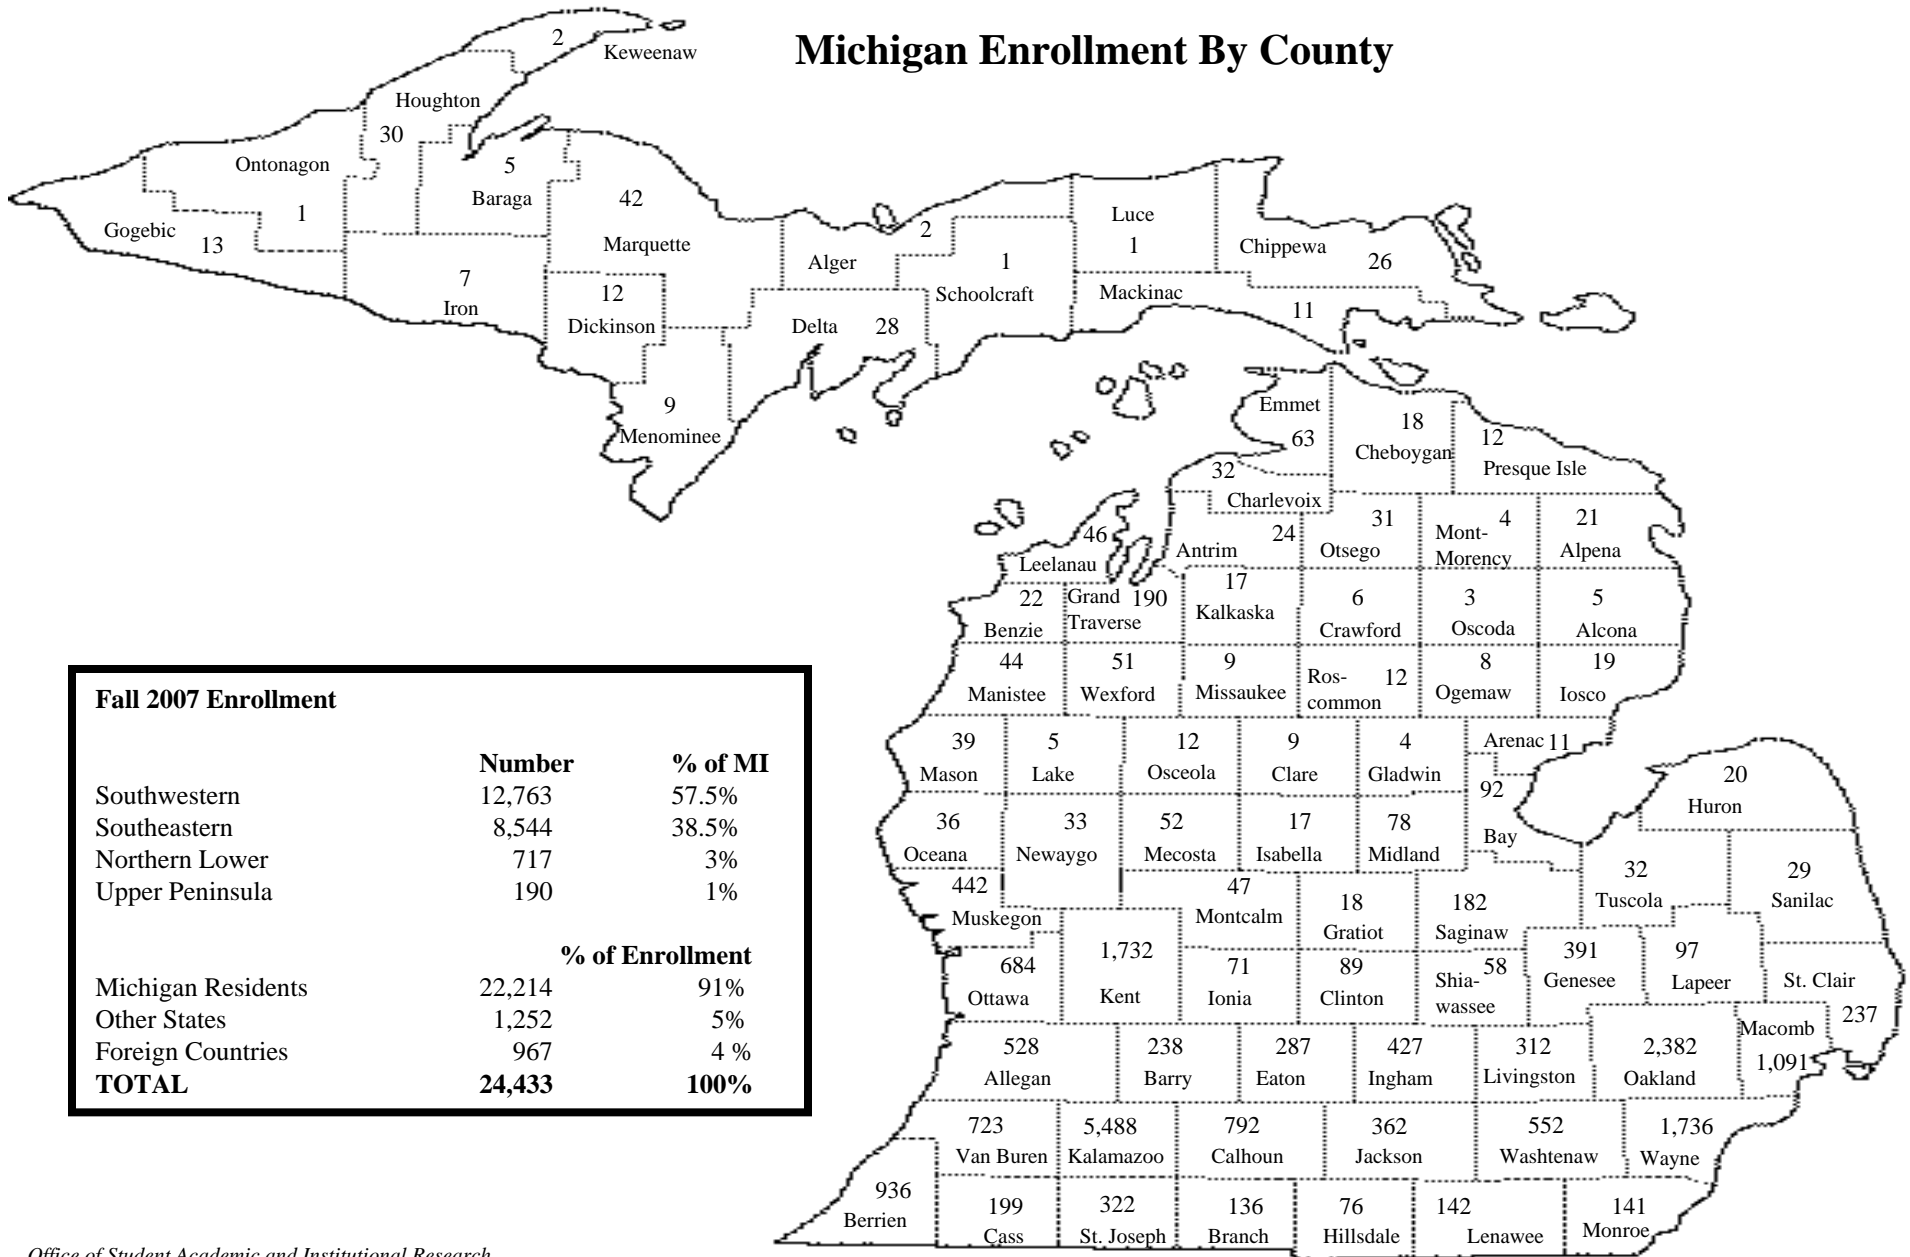 Michigan Enrollment By County
2
Keweenaw
Houghton
30
Ontonagon
1
5
Baraga
42
Marquette
Gogebic
13
7
Iron
12
Dickinson
9
Menominee
Alger
2
1
Schoolcraft
Delta 28
Luce
1
Chippewa
26
Mackinac
11
Emmet
63
18
Cheboygan
12
Presque Isle
32
Charlevoix
46
Leelanau
Antrim
24
31
Otsego
4
Mont-
Morency
21
Alpena
22
Benzie
Grand 190
Traverse
17
Kalkaska
6
Crawford
3
Oscoda
5
Alcona
44
Manistee
51
Wexford
9
Missaukee
Ros- 12
common
8
Ogemaw
19
Iosco
39
Mason
5
Lake
12
Osceola
9
Clare
4
Gladwin
Arenac 11
92
Bay
20
Huron
36
Oceana
33
Newaygo
52
Mecosta
17
Isabella
78
Midland
32
Tuscola
29
Sanilac
442
Muskegon
47
Montcalm
18
Gratiot
182
Saginaw
684
Ottawa
1,732
Kent
71
Ionia
89
Clinton
58
Shia-
wassee
391
Genesee
97
Lapeer
St. Clair
237
528
Allegan
238
Barry
287
Eaton
427
Ingham
312
Livingston
2,382
Oakland
Macomb
1,091
723
Van Buren
5,488
Kalamazoo
792
Calhoun
362
Jackson
552
Washtenaw
1,736
Wayne
936
Berrien
199
Cass
322
St. Joseph
136
Branch
76
Hillsdale
142
Lenawee
141
Monroe
Fall 2007 Enrollment
Number % of MI
Southwestern 12,763 57.5%
Southeastern 8,544 38.5%
Northern Lower 717 3%
Upper Peninsula 190 1%
% of Enrollment
Michigan Residents 22,214 91%
Other States 1,252 5%
Foreign Countries 967 4 %
TOTAL 24,433 100%
Office of Student Academic and Institutional Research